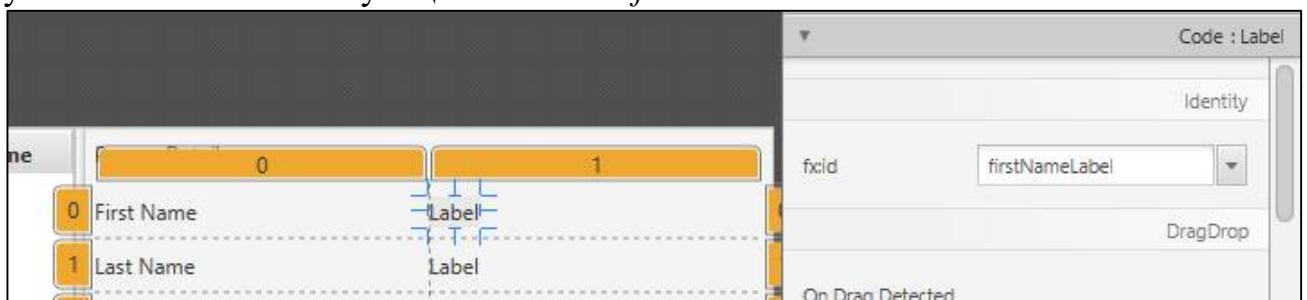 Code : Label
Identity
ne
0 1
fx:id firstNameLabel
0 First Name Label
DragDrop
1 Last Name Label
On Drag Detected